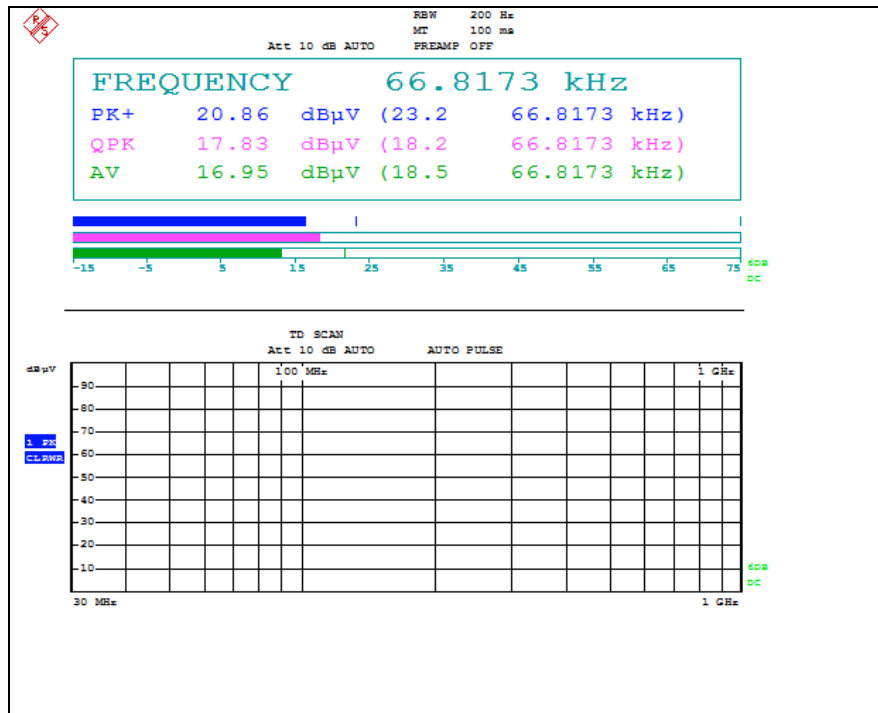 RBW 200 Hz
MT 100 ms
Att 10 dB AUTO PREAMP OFF
FREQUENCY 66.8173 kHz
PK+ 20.86 dBµV (23.2 66.8173 kHz)
QPK 17.83 dBµV (18.2 66.8173 kHz)
AV 16.95 dBµV (18.5 66.8173 kHz)
-15 -5 5 15 25 35 45 55 65 75
6DB
DC
TD SCAN
Att 10 dB AUTO AUTO PULSE
dBµV
100 MHz 1 GHz
90
80
70
1 PK
60
CLRWR
50
40
30
20
10
6DB
DC
30 MHz 1 GHz